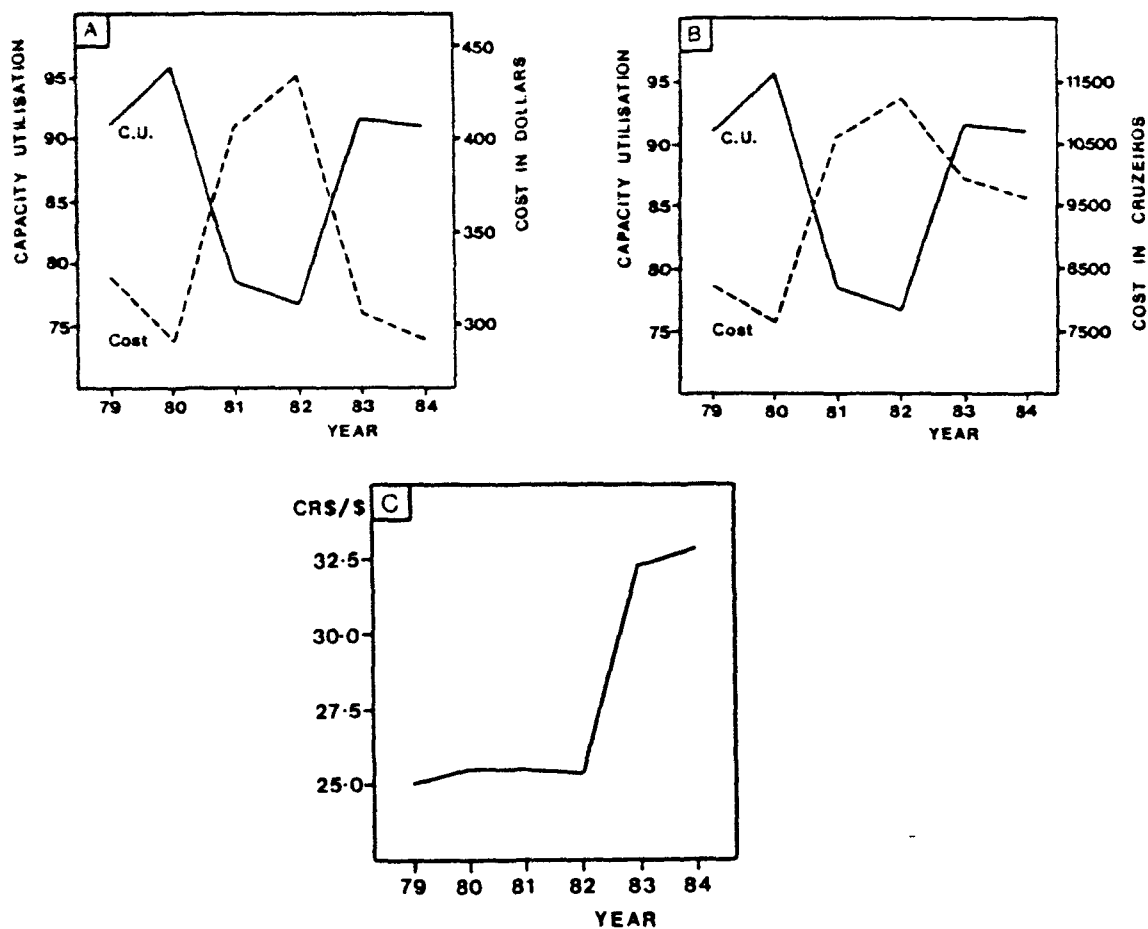 A
CAPACITY UTILISATION
95
90
85
80
75
C.U.
Cost
450
400
350
300
COST IN DOLLARS
79 80 81 82 83 84
YEAR
B
CAPACITY UTILISATION
95
90
85
80
75
C.U.
Cost
11500
10500
9500
8500
7500
COST IN CRUZEIROS
79 80 81 82 83 84
YEAR
C
CR$/$
32·5
30·0
27·5
25·0
79 80 81 82 83 84
YEAR